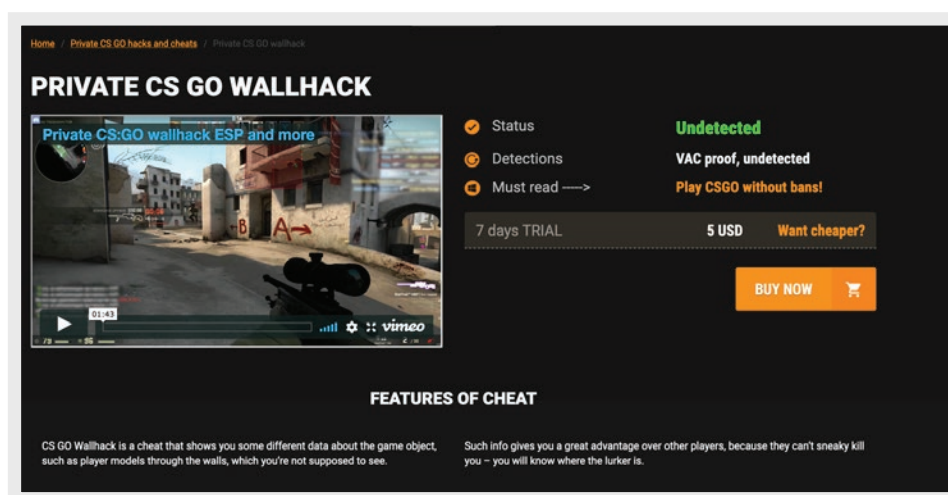 Home / Private CS GO hacks and cheats / Private CS GO wallhack
PRIVATE CS GO WALLHACK
Private CS:GO wallhack ESP and more
B A→
01:43
vimeo
Status Undetected
Detections VAC proof, undetected
Must read ----> Play CSGO without bans!
7 days TRIAL 5 USD Want cheaper?
BUY NOW
FEATURES OF CHEAT
CS GO Wallhack is a cheat that shows you some different data about the game object,
such as player models through the walls, which you're not supposed to see.
Such info gives you a great advantage over other players, because they can't sneaky kill
you – you will know where the lurker is.